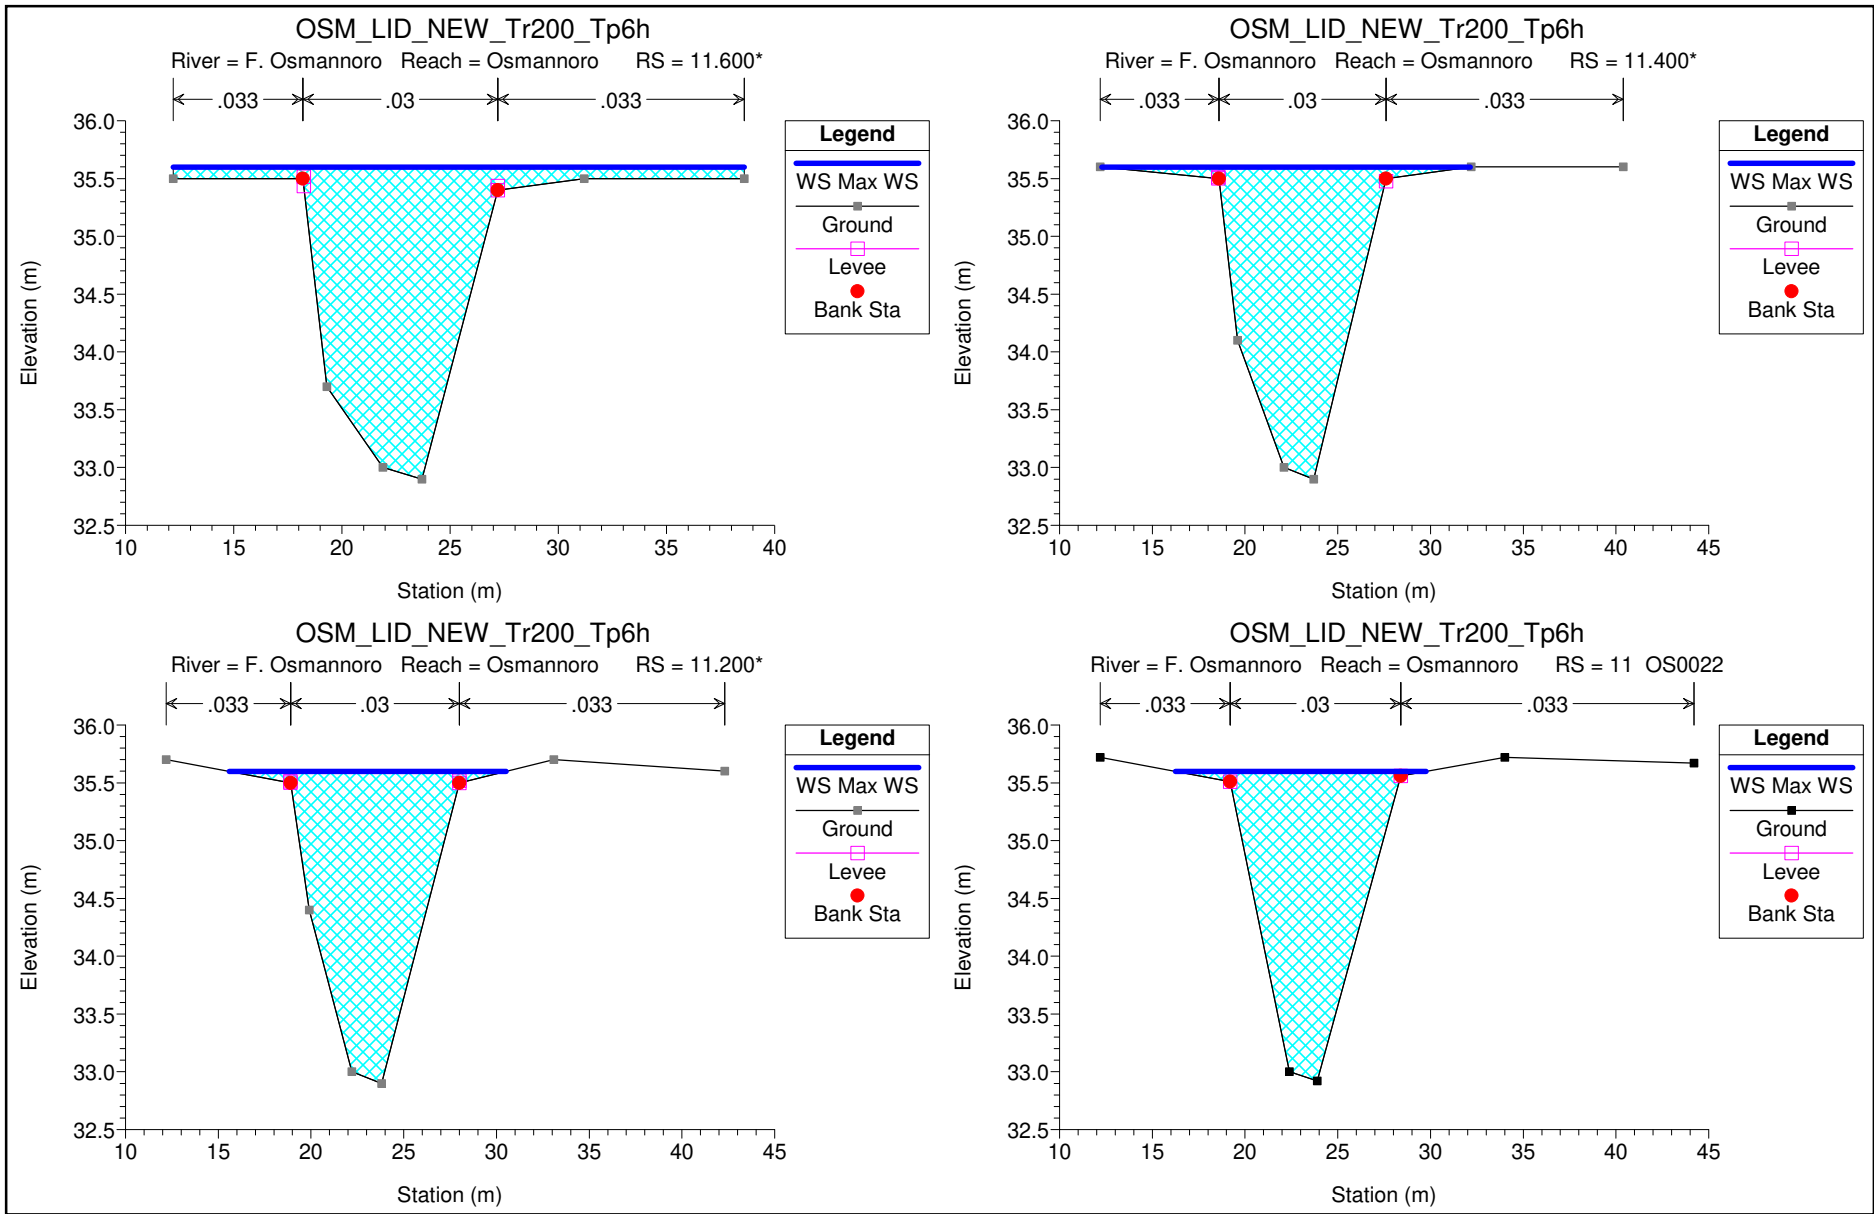 OSM_LID_NEW_Tr200_Tp6h
River = F. Osmannoro Reach = Osmannoro RS = 11.600*
.033 .03 .033
36.0
35.5
35.0
34.5
34.0
33.5
33.0
32.5
Elevation (m)
10 15 20 25 30 35 40
Station (m)
Legend
WS Max WS
Ground
Levee
Bank Sta
OSM_LID_NEW_Tr200_Tp6h
River = F. Osmannoro Reach = Osmannoro RS = 11.400*
.033 .03 .033
36.0
35.5
35.0
34.5
34.0
33.5
33.0
32.5
Elevation (m)
10 15 20 25 30 35 40 45
Station (m)
Legend
WS Max WS
Ground
Levee
Bank Sta
OSM_LID_NEW_Tr200_Tp6h
River = F. Osmannoro Reach = Osmannoro RS = 11.200*
.033 .03 .033
36.0
35.5
35.0
34.5
34.0
33.5
33.0
32.5
Elevation (m)
10 15 20 25 30 35 40 45
Station (m)
Legend
WS Max WS
Ground
Levee
Bank Sta
OSM_LID_NEW_Tr200_Tp6h
River = F. Osmannoro Reach = Osmannoro RS = 11 OS0022
.033 .03 .033
36.0
35.5
35.0
34.5
34.0
33.5
33.0
32.5
Elevation (m)
10 15 20 25 30 35 40 45
Station (m)
Legend
WS Max WS
Ground
Levee
Bank Sta